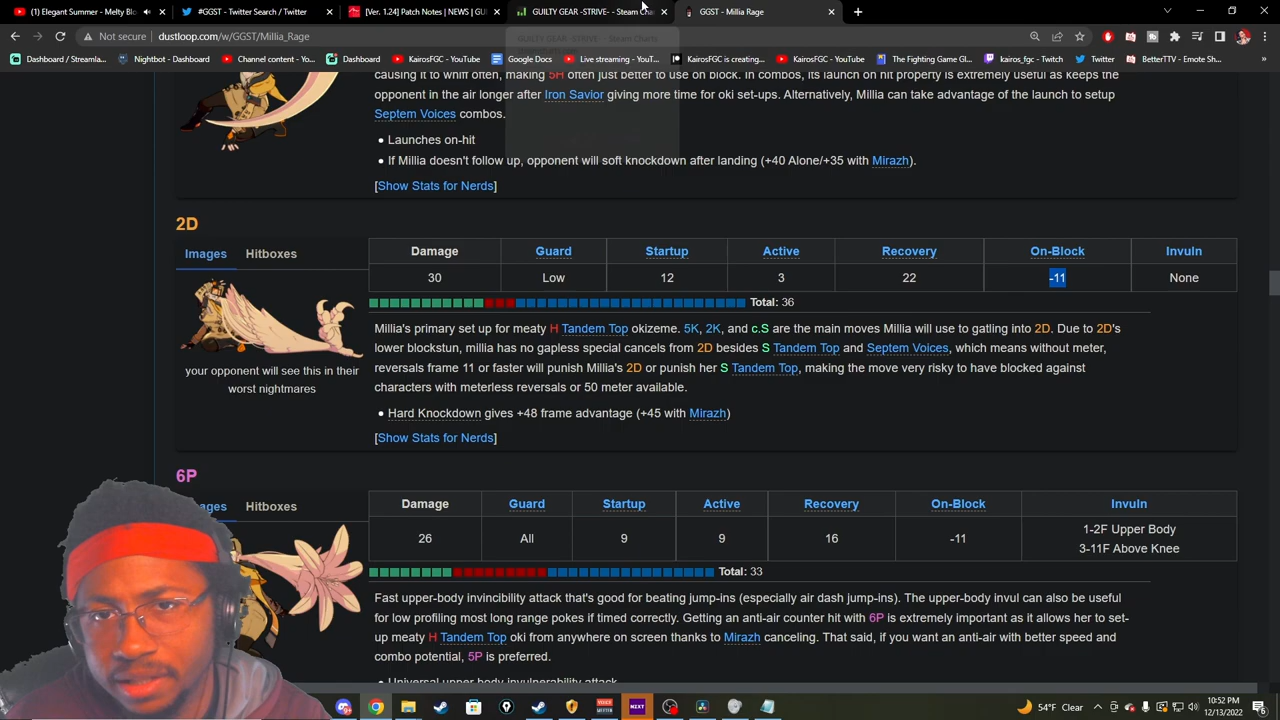 (1) Elegant Summer - Melty Blo
#GGST - Twitter Search / Twitter
[Ver. 1.24] Patch Notes | NEWS | GU
GUILTY GEAR -STRIVE- - Steam Cha
GGST - Millia Rage
Not secure | dustloop.com/w/GGST/Millia_Rage
Dashboard / Streamla...
Nightbot - Dashboard
Channel content - Yo...
Dashboard
Google Docs
Live streaming - YouT...
KairosFGC - YouTube
KairosFGC is creating...
KairosFGC - YouTube
The Fighting Game Gl...
kairos_fgc - Twitch
Twitter
BetterTTV - Emote Sh...
causing it to whiff often, making 5H often just better to use on block. In combos, its launch on hit property is extremely useful as keeps the
opponent in the air longer after Iron Savior giving more time for oki set-ups. Alternatively, Millia can take advantage of the launch to setup
Septem Voices combos.
• Launches on-hit
• If Millia doesn't follow up, opponent will soft knockdown after landing (+40 Alone/+35 with Mirazh).
[Show Stats for Nerds]
2D
Images Hitboxes
Damage Guard Startup Active Recovery On-Block Invuln
30 Low 12 3 22 -11 None
Total: 36
your opponent will see this in their
worst nightmares
Millia's primary set up for meaty H Tandem Top okizeme. 5K, 2K, and c.S are the main moves Millia will use to gatling into 2D. Due to 2D's
lower blockstun, millia has no gapless special cancels from 2D besides S Tandem Top and Septem Voices, which means without meter,
reversals frame 11 or faster will punish Millia's 2D or punish her S Tandem Top, making the move very risky to have blocked against
characters with meterless reversals or 50 meter available.
• Hard Knockdown gives +48 frame advantage (+45 with Mirazh)
[Show Stats for Nerds]
6P
ages Hitboxes
Damage Guard Startup Active Recovery On-Block Invuln
26 All 9 9 16 -11 1-2F Upper Body
3-11F Above Knee
Total: 33
Fast upper-body invincibility attack that's good for beating jump-ins (especially air dash jump-ins). The upper-body invul can also be useful
for low profiling most long range pokes if timed correctly. Getting an anti-air counter hit with 6P is extremely important as it allows her to set-
up meaty H Tandem Top oki from anywhere on screen thanks to Mirazh canceling. That said, if you want an anti-air with better speed and
combo potential, 5P is preferred.
• Universal upper body invulnerability attack
NZXT
54°F Clear
10:52 PM
12/13/2022